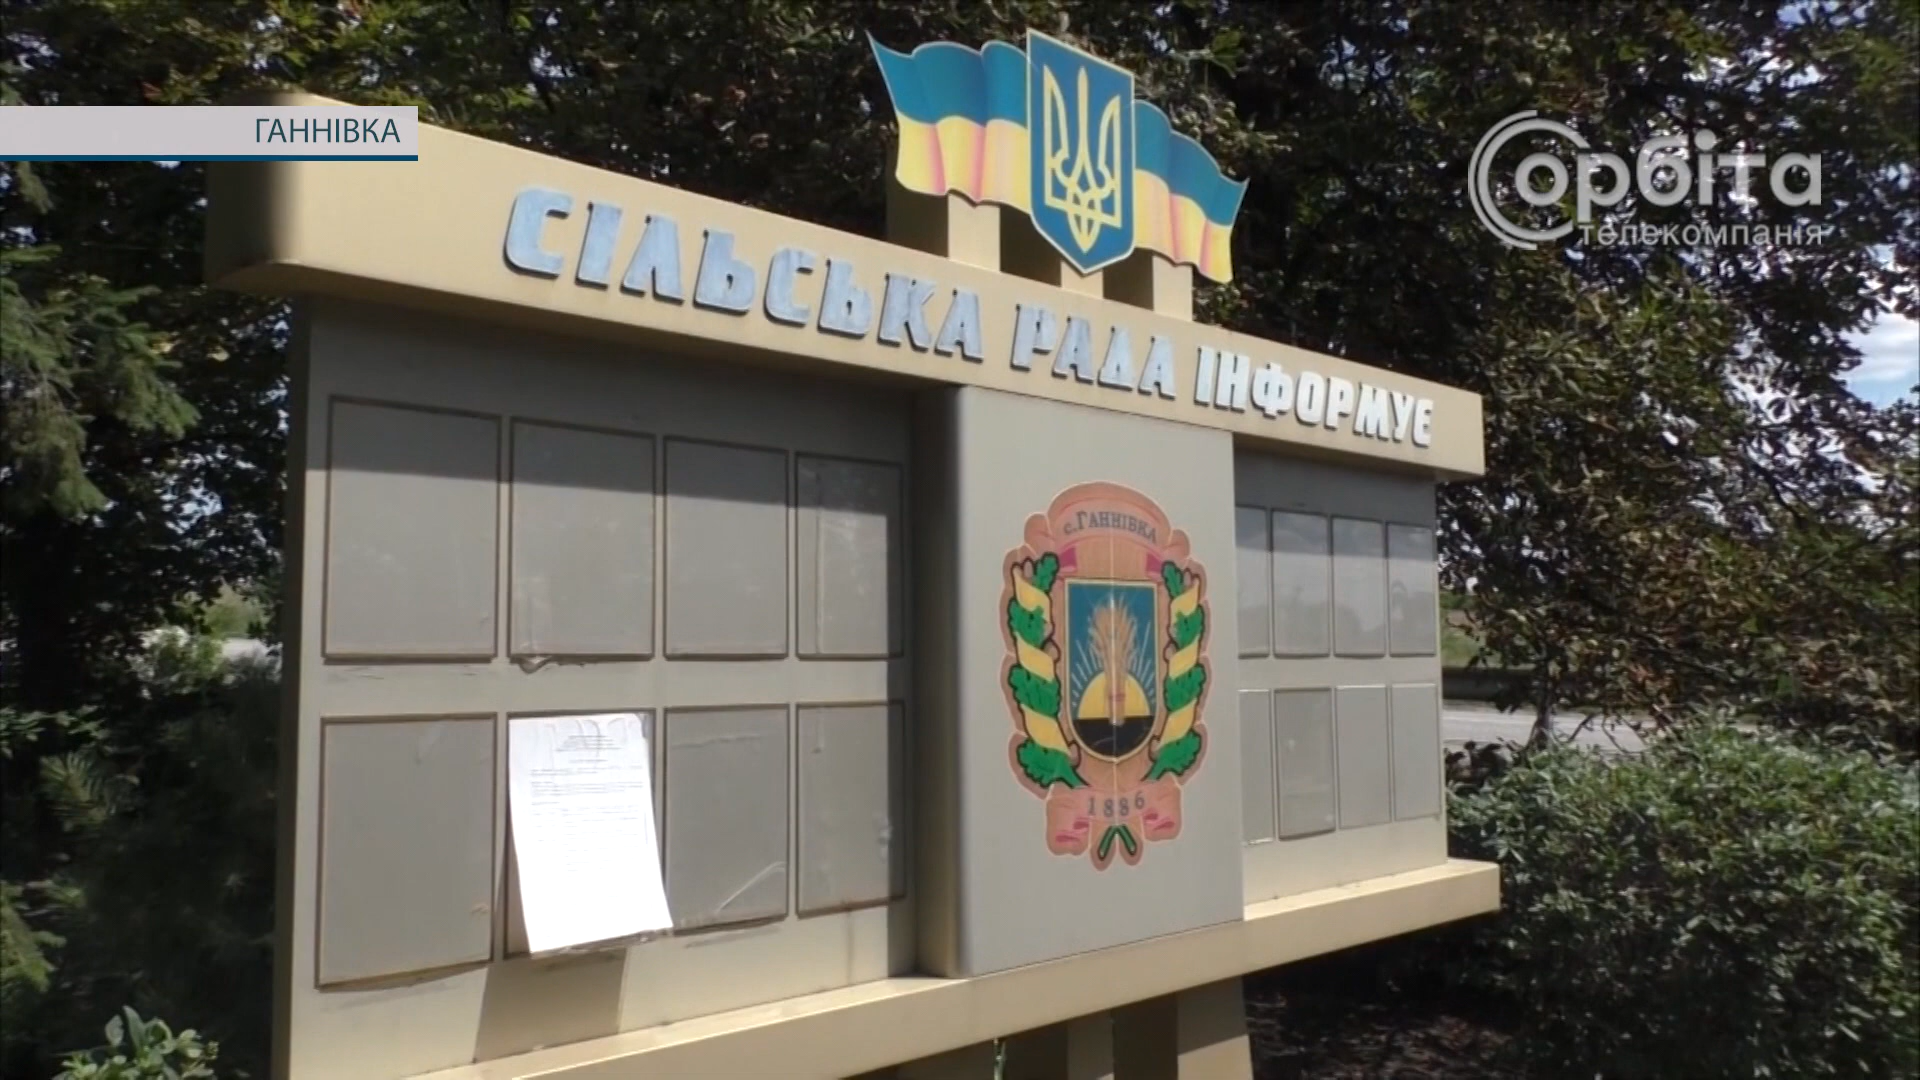 ГАННІВКА
орбіта
телекомпанія
СІЛЬСЬКА РАДА ІНФОРМУЄ
с. ГАННІВКА
1886